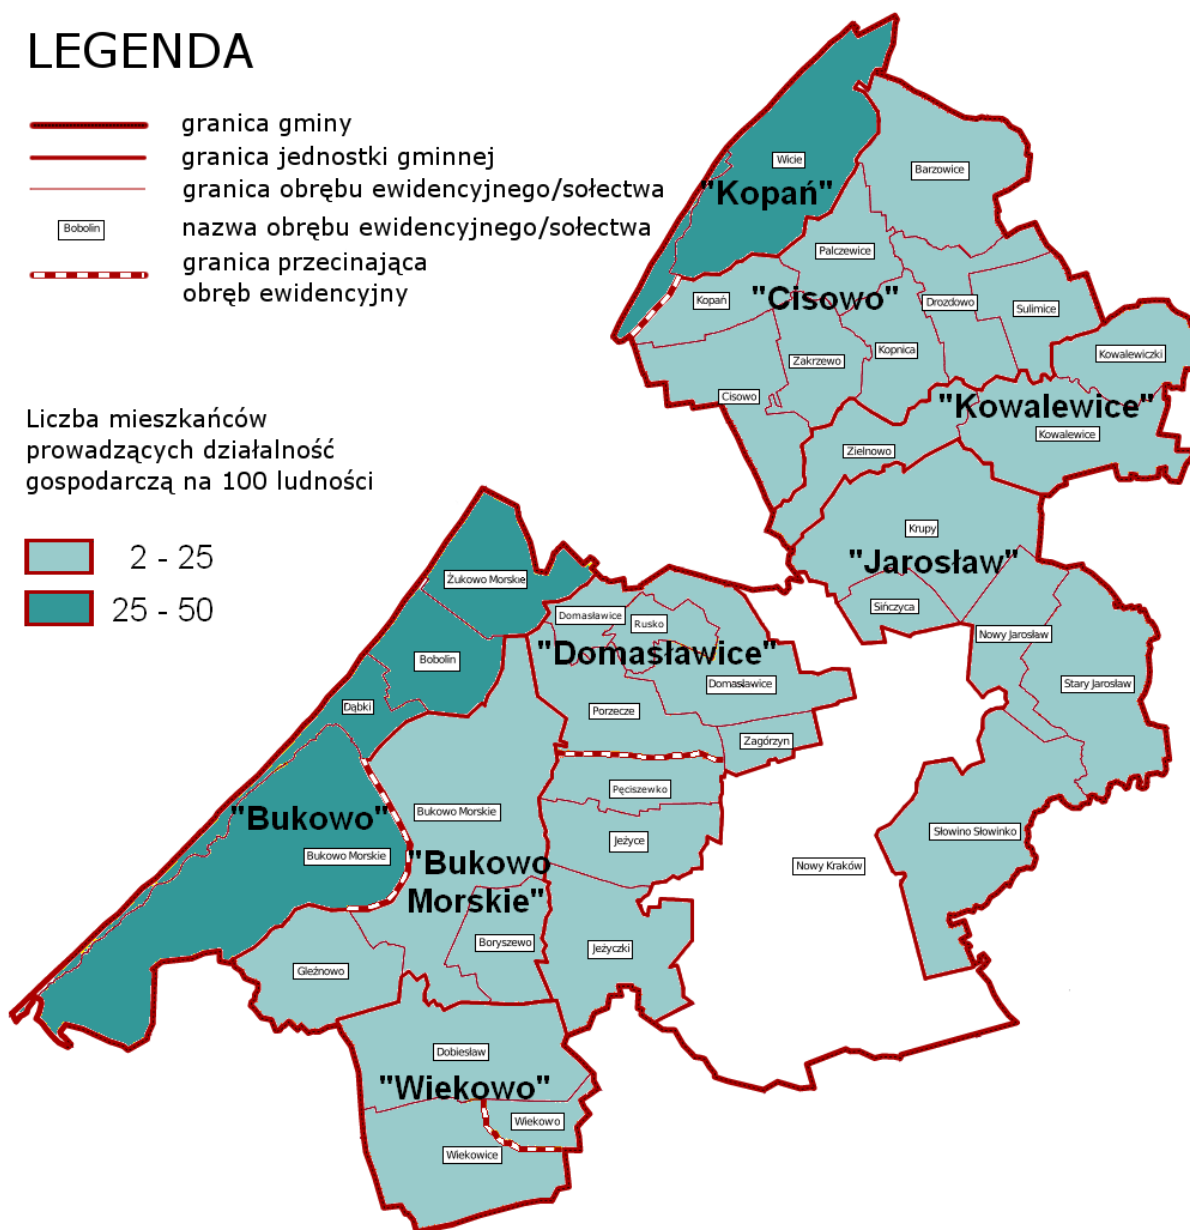 LEGENDA
granica gminy
granica jednostki gminnej
granica obrębu ewidencyjnego/sołectwa
Bobolin
nazwa obrębu ewidencyjnego/sołectwa
granica przecinająca
obręb ewidencyjny
Liczba mieszkańców
prowadzących działalność
gospodarczą na 100 ludności
2 - 25
25 - 50
Wicie
"Kopań"
Barzowice
Palczewice
Kopań
"Cisowo"
Drozdowo
Sulimice
Zakrzewo
Kopnica
Kowalewiczki
Cisowo
"Kowalewice"
Kowalewice
Zielnowo
Krupy
"Jarosław"
Sińczyca
Nowy Jarosław
Stary Jarosław
Słowino Słowinko
Nowy Kraków
Żukowo Morskie
Bobolin
Dąbki
Domasławice
Rusko
"Domasławice"
Domasławice
Porzecze
Zagórzyn
Pęciszewko
Jeżyce
Jeżyczki
"Bukowo"
Bukowo Morskie
Bukowo Morskie
"Bukowo
Morskie"
Boryszewo
Gleźnowo
Dobiesław
"Wiekowo"
Wiekowo
Wiekowice